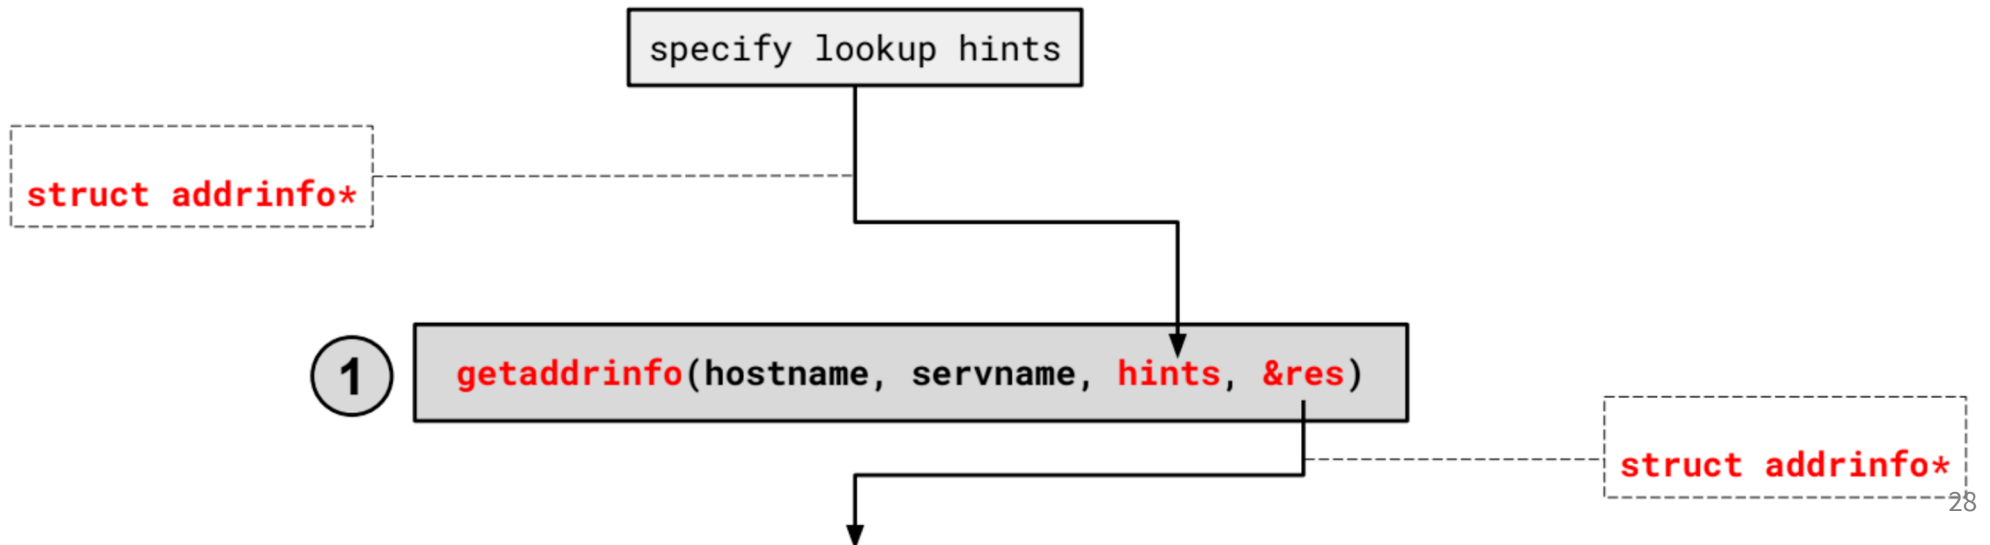 specify lookup hints
struct addrinfo*
1
getaddrinfo(hostname, servname, hints, &res)
struct addrinfo*
28